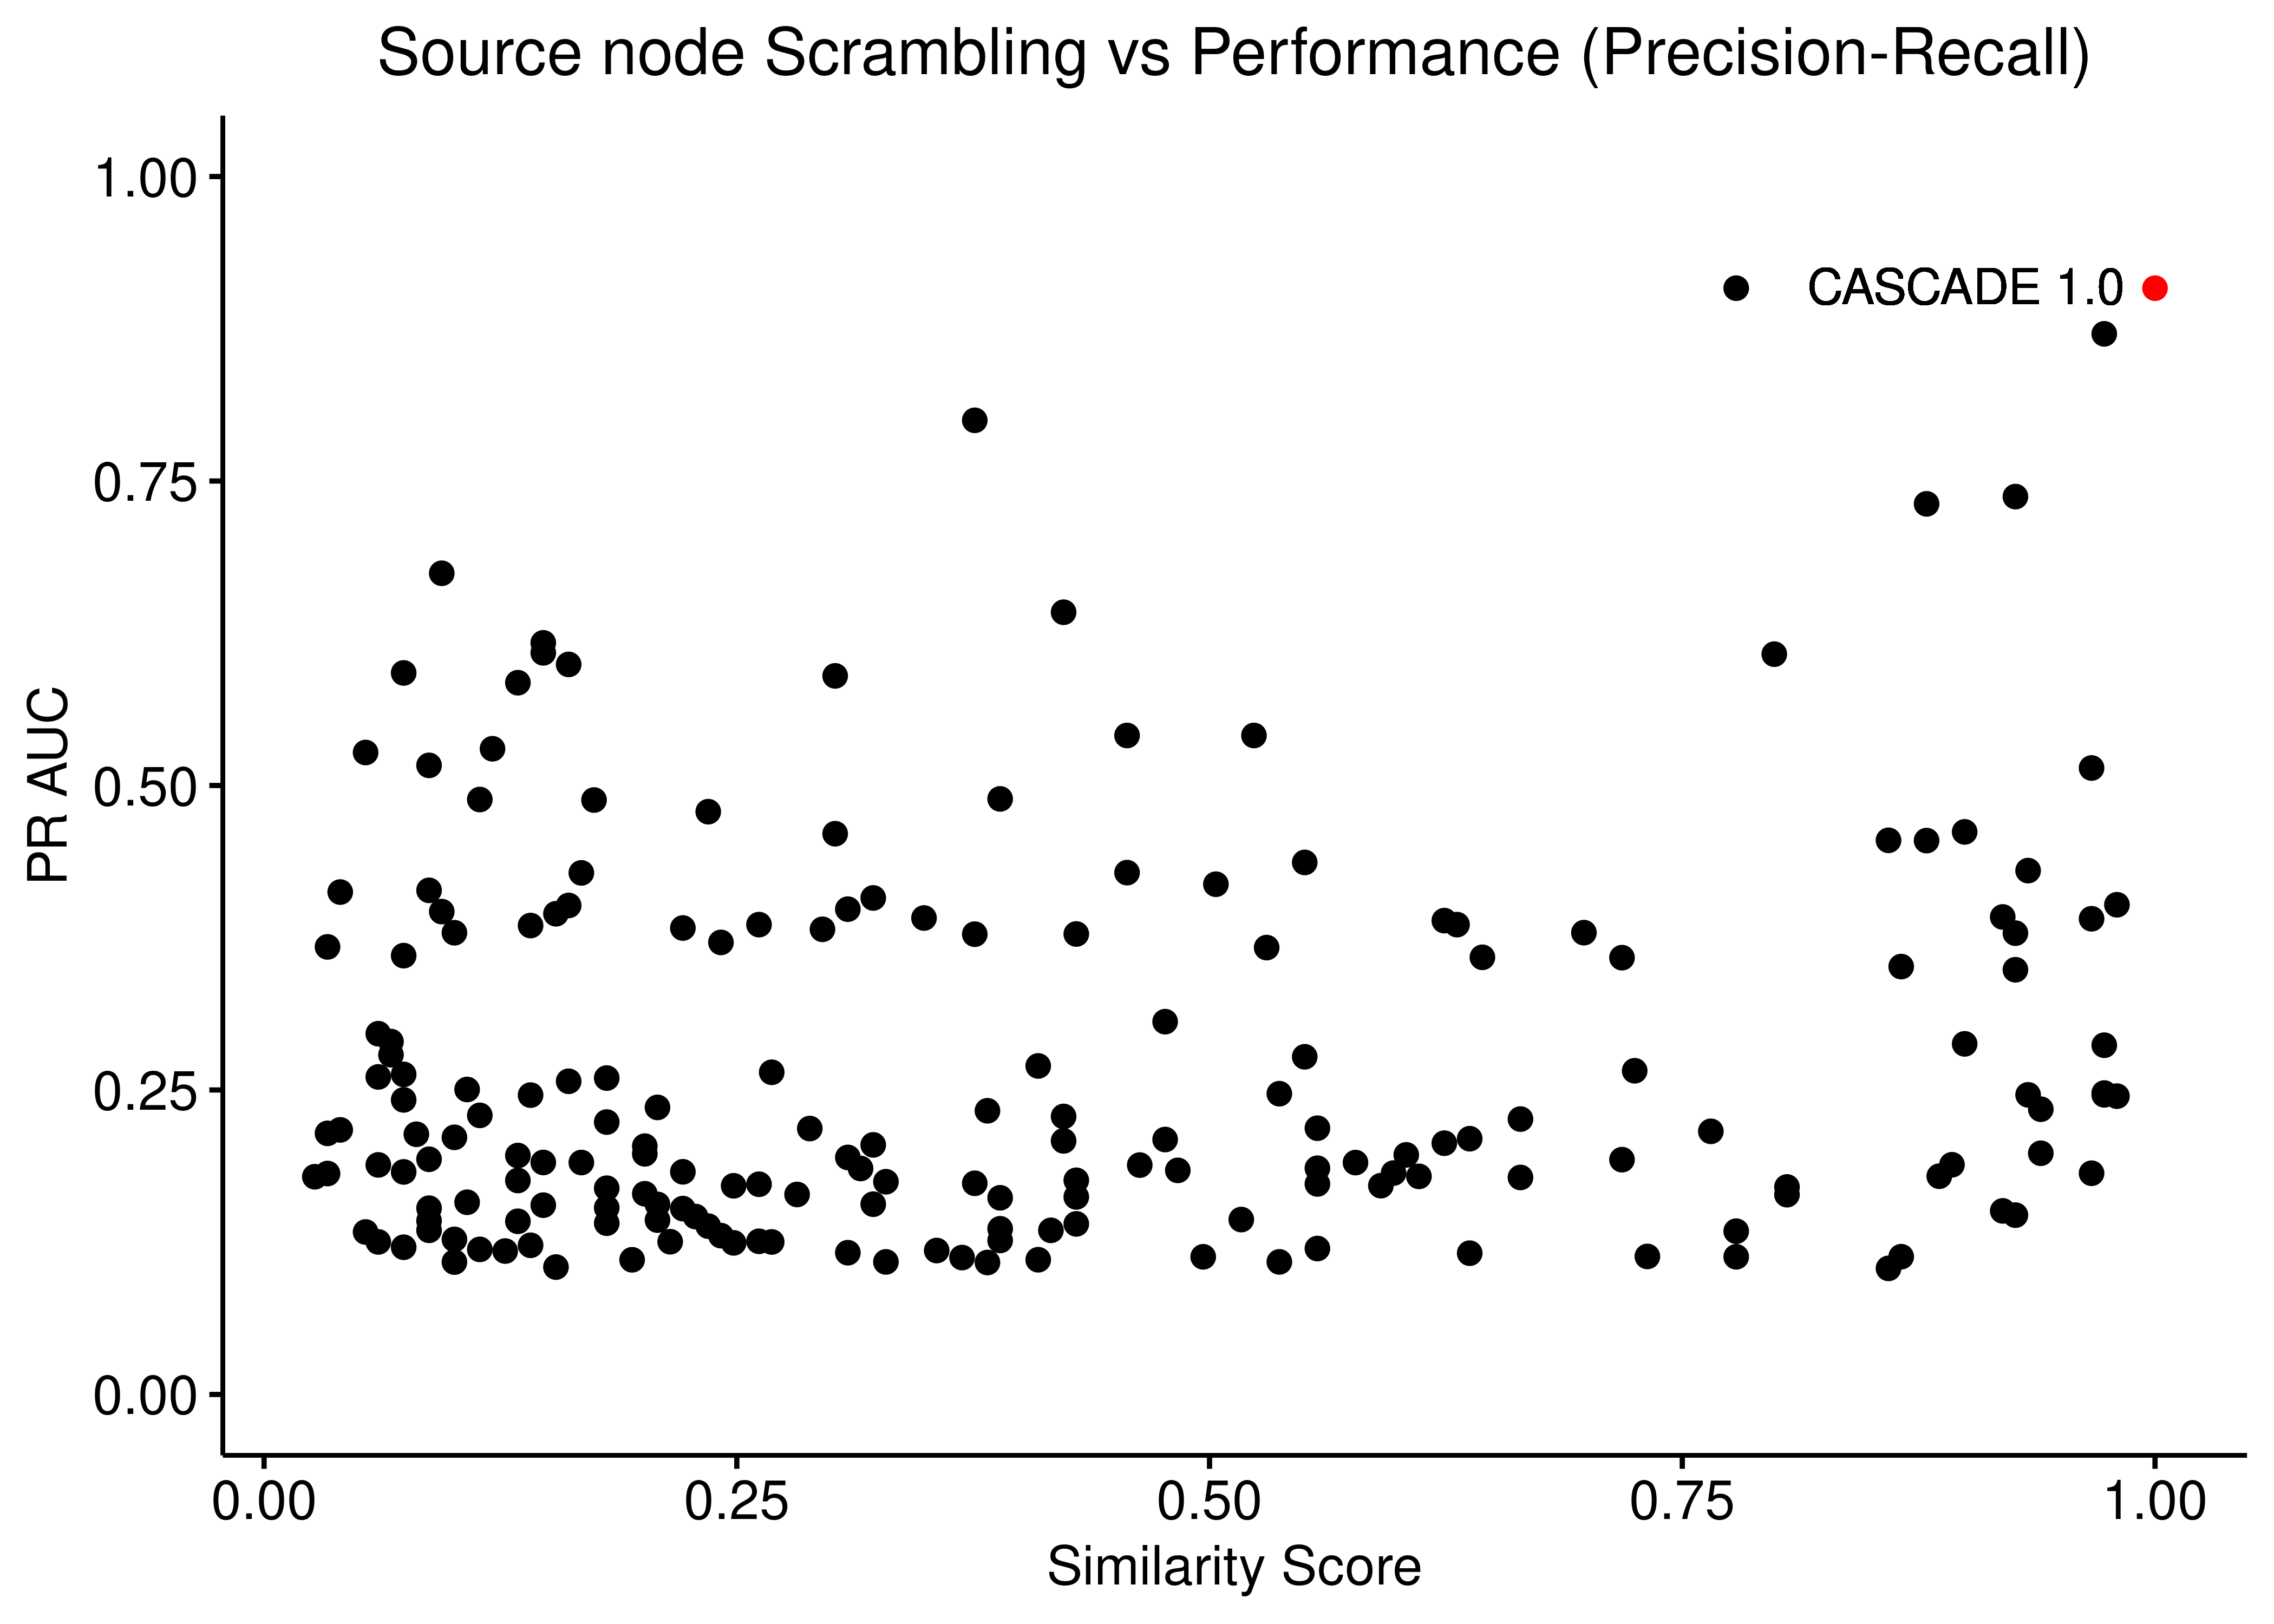 Source node Scrambling vs Performance (Precision-Recall)
1.00
CASCADE 1.0
0.75
PR AUC
0.50
0.25
0.00
0.00 0.25 0.50 0.75 1.00
Similarity Score